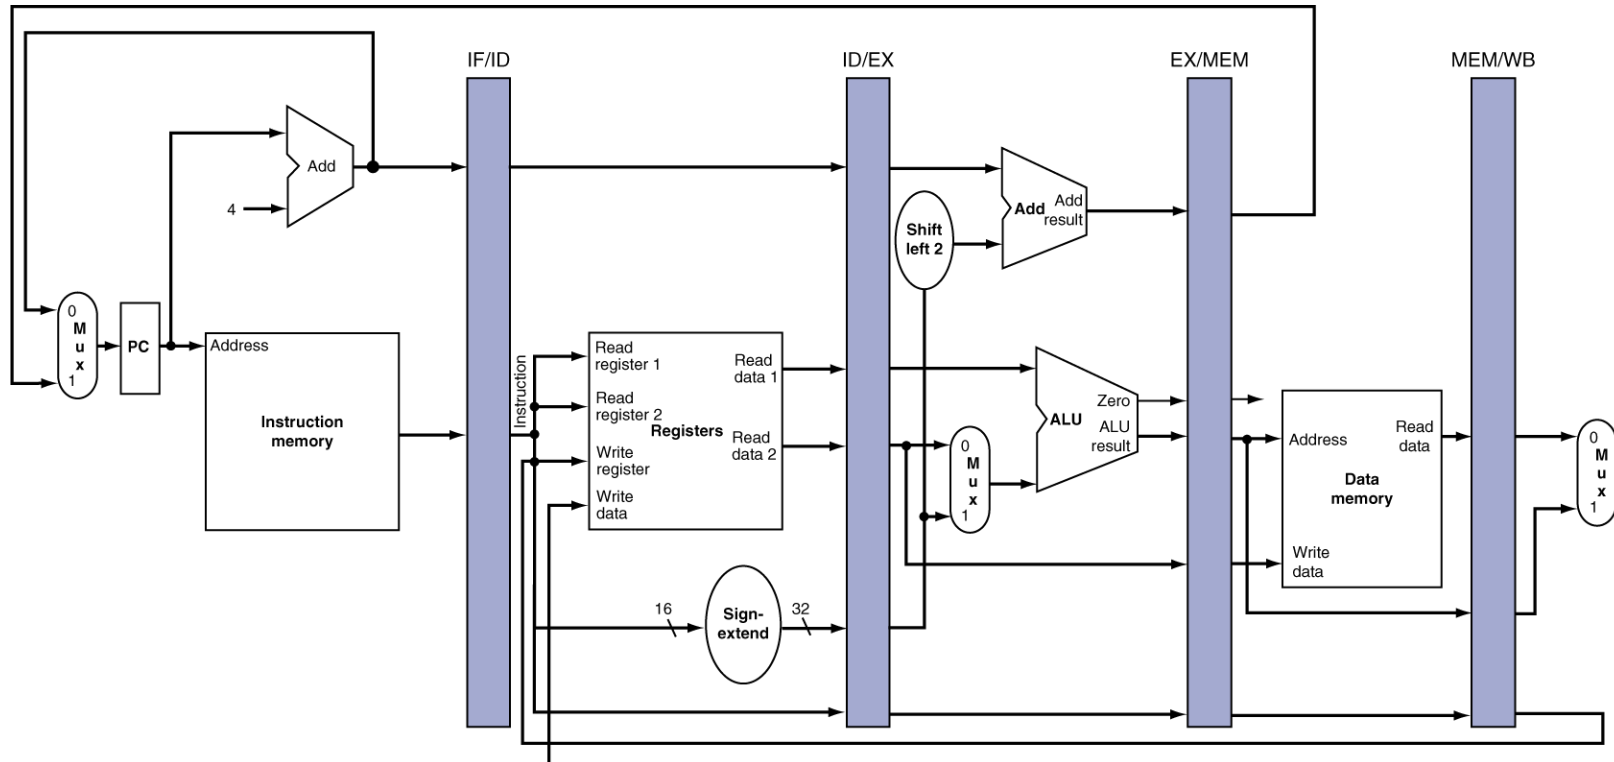 IF/ID
ID/EX
EX/MEM
MEM/WB
Add
4
Shift
left 2
Add
Add
result
0
M
u
x
1
PC
Address
Instruction
memory
Instruction
Read
register 1
Read
register 2
Write
register
Write
data
Registers
Read
data 1
Read
data 2
16
Sign-
extend
32
0
M
u
x
1
ALU
Zero
ALU
result
Address
Read
data
Data
memory
Write
data
0
M
u
x
1